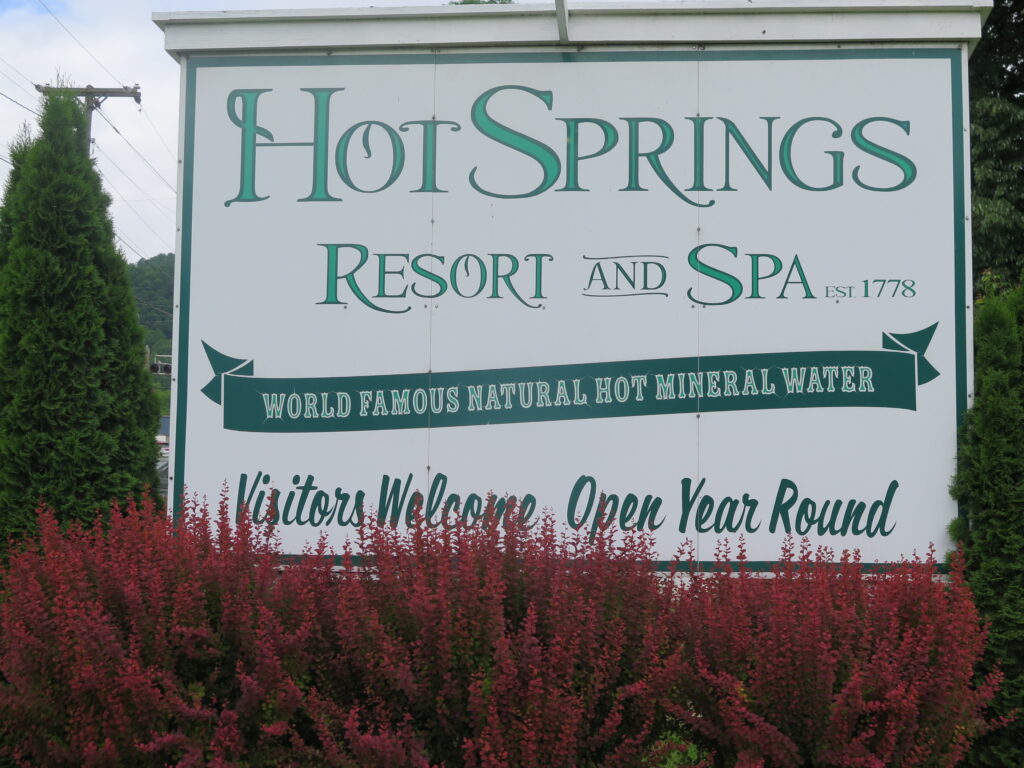 Hot Springs
Resort and Spa Est. 1778
World Famous Natural Hot Mineral Water
Visitors Welcome Open Year Round